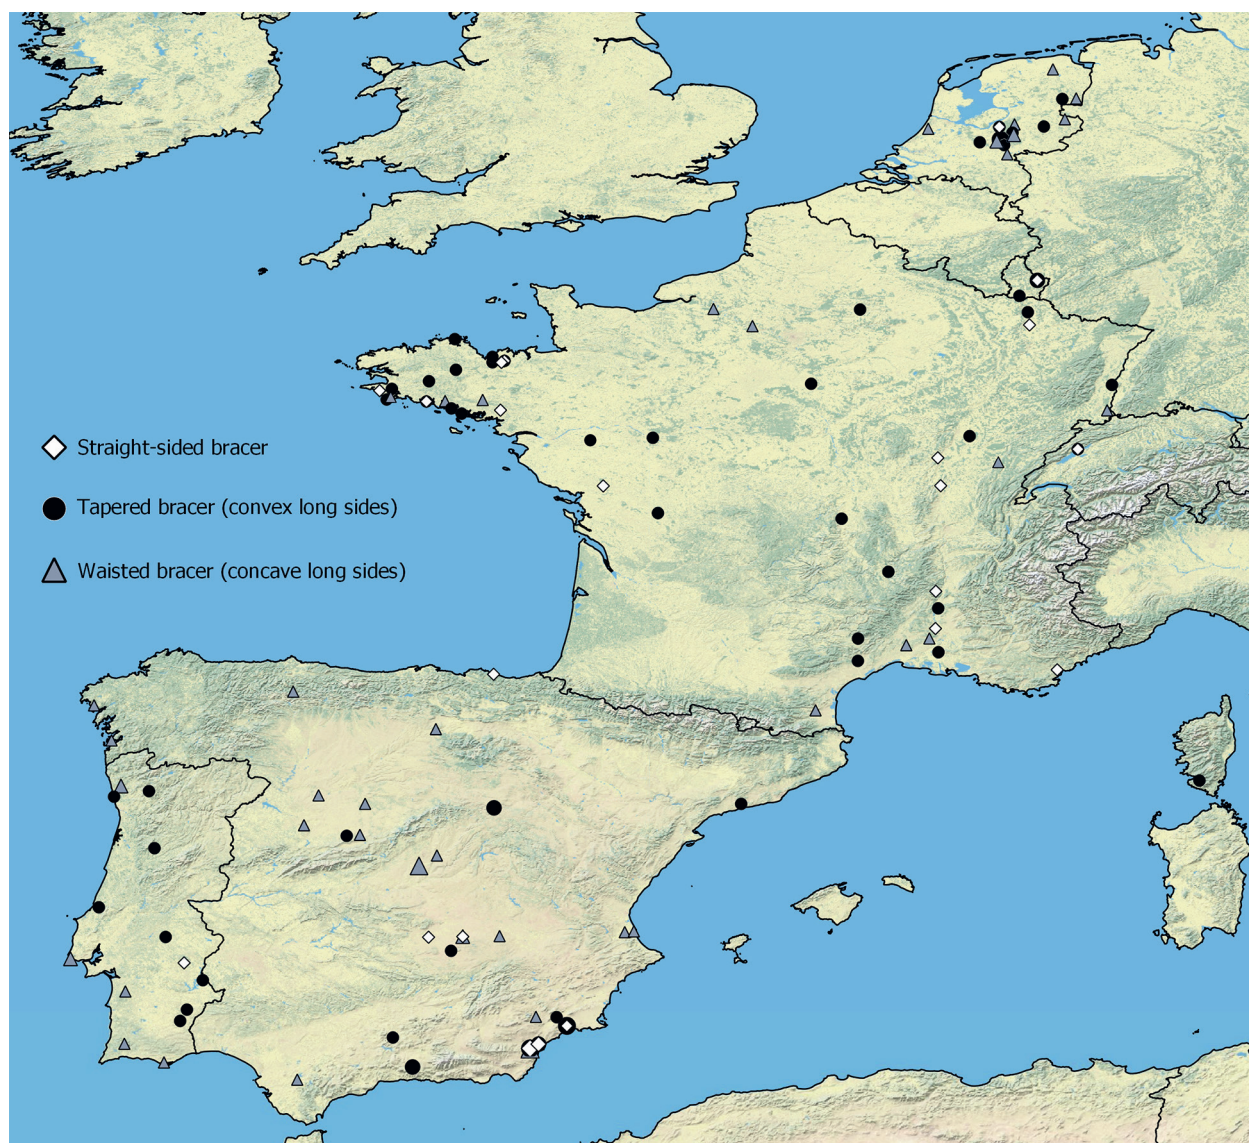 Straight-sided bracer
Tapered bracer (convex long sides)
Waisted bracer (concave long sides)